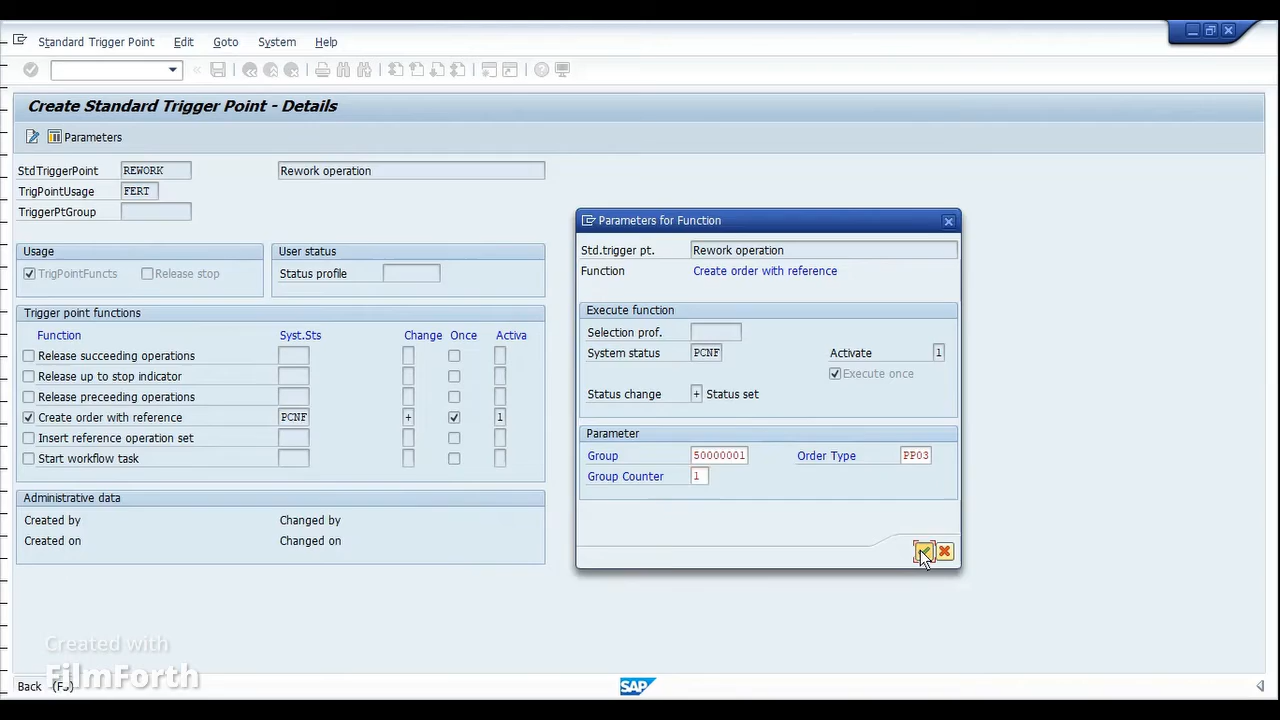 Standard Trigger Point Edit Goto System Help
Create Standard Trigger Point - Details
Parameters
StdTriggerPoint REWORK Rework operation
TrigPointUsage FERT
TriggerPtGroup
Usage User status
TrigPointFuncts Release stop Status profile
Trigger point functions
Function Syst.Sts Change Once Activa
Release succeeding operations
Release up to stop indicator
Release preceeding operations
Create order with reference PCNF + 1
Insert reference operation set
Start workflow task
Administrative data
Created by Changed by
Created on Changed on
Parameters for Function
Std.trigger pt. Rework operation
Function Create order with reference
Execute function
Selection prof.
System status PCNF Activate 1
Execute once
Status change + Status set
Parameter
Group 50000001 Order Type PP03
Group Counter 1
Created with
FilmForth
Back (F3)
SAP